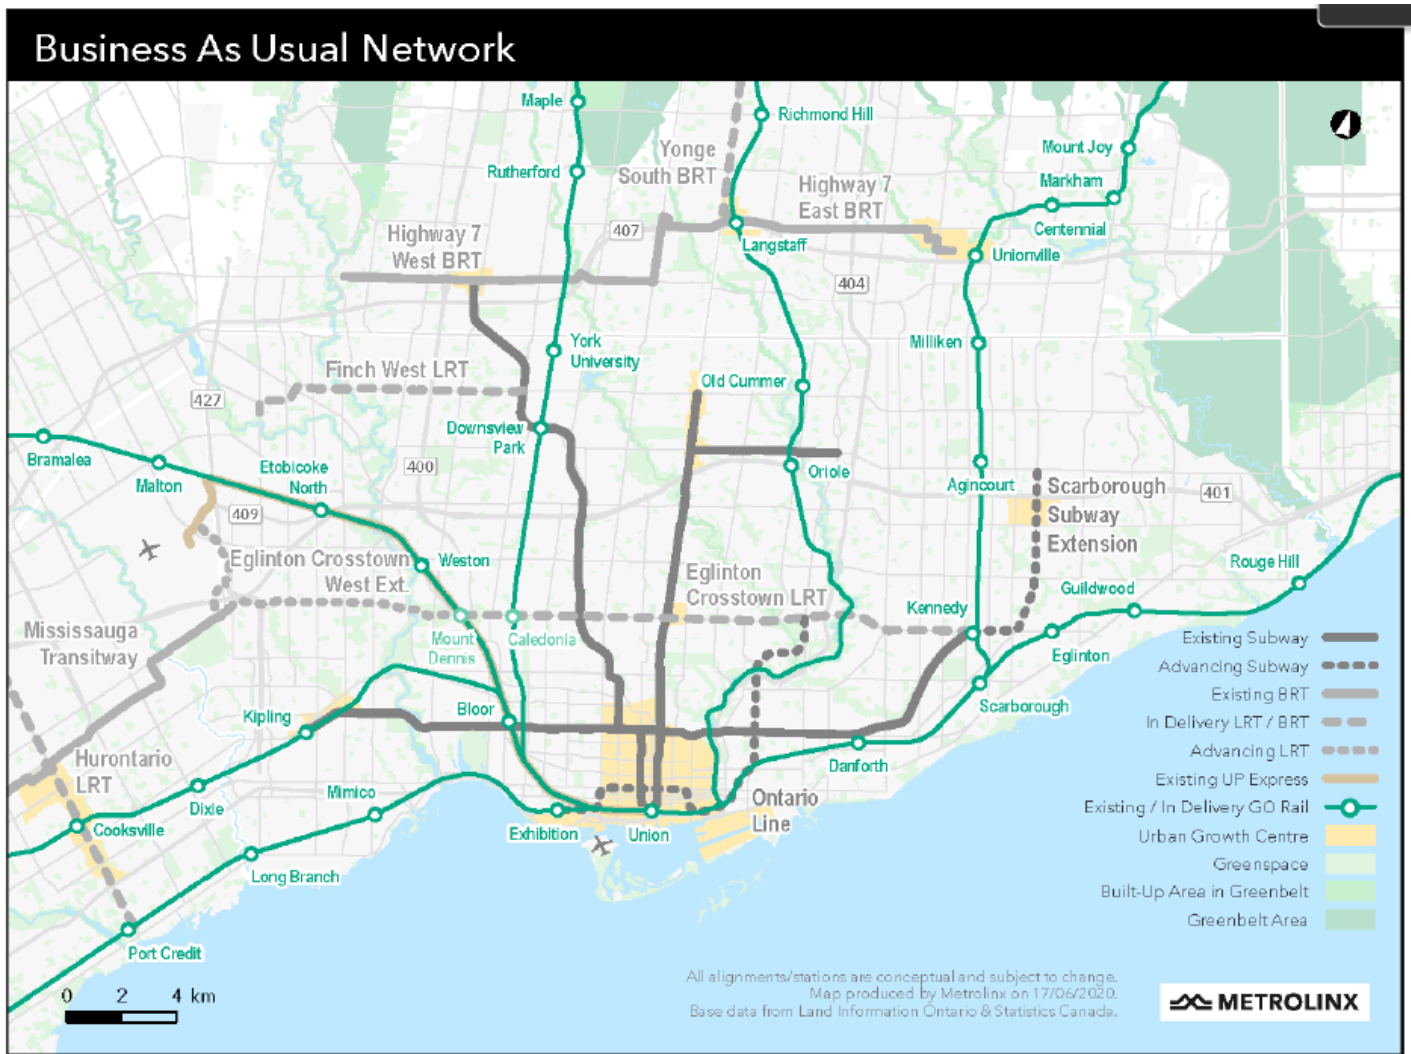 Business As Usual Network
Maple
Richmond Hill
Yonge
South BRT
Mount Joy
Rutherford
Highway 7
East BRT
Markham
Centennial
Highway 7
West BRT
407
Langstaff
Unionville
404
York
University
Milliken
Finch West LRT
Old Cummer
427
Downsview
Park
Bramalea
Malton
Etobicoke
North
400
Oriole
Agincourt
Scarborough
Subway
Extension
401
409
Eglinton Crosstown
West Ext.
Weston
Eglinton
Crosstown LRT
Rouge Hill
Guildwood
Kennedy
Mississauga
Transitway
Mount
Dennis
Caledonia
Eglinton
Scarborough
Kipling
Bloor
Hurontario
LRT
Danforth
Dixie
Mimico
Ontario
Line
Cooksville
Exhibition
Union
Long Branch
Port Credit
Existing Subway
Advancing Subway
Existing BRT
In Delivery LRT / BRT
Advancing LRT
Existing UP Express
Existing / In Delivery GO Rail
Urban Growth Centre
Greenspace
Built-Up Area in Greenbelt
Greenbelt Area
0 2 4 km
All alignments/stations are conceptual and subject to change.
Map produced by Metrolinx on 17/06/2020.
Base data from Land Information Ontario & Statistics Canada.
METROLINX